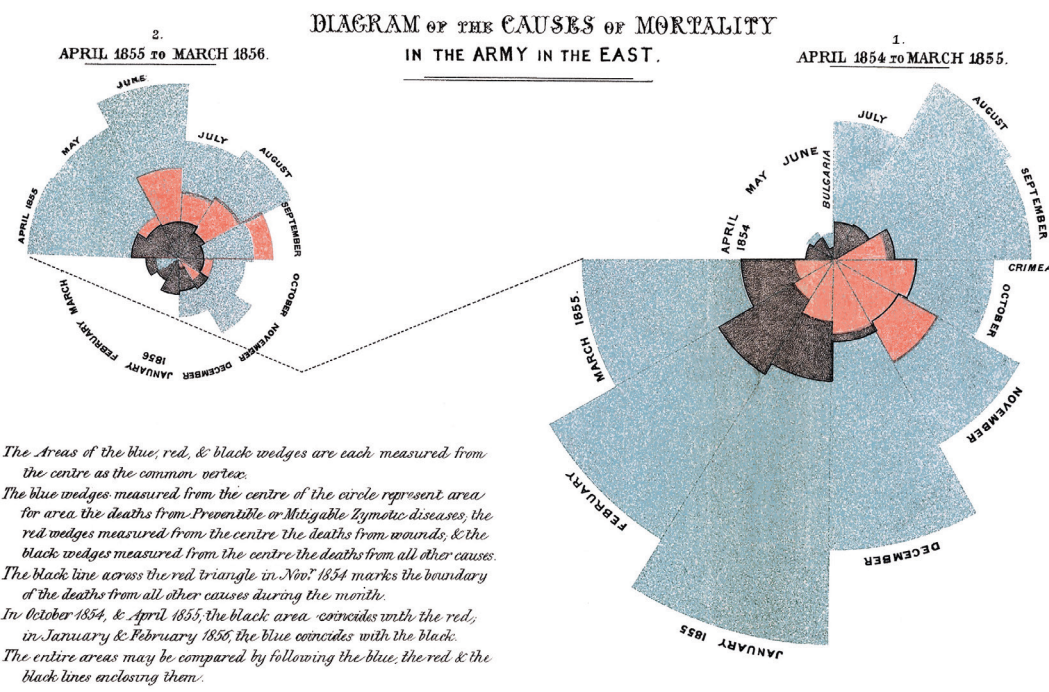 DIAGRAM OF THE CAUSES OF MORTALITY
IN THE ARMY IN THE EAST.
2.
APRIL 1855 TO MARCH 1856.
1.
APRIL 1854 TO MARCH 1855.
APRIL 1855
MAY
JUNE
JULY
AUGUST
SEPTEMBER
OCTOBER
NOVEMBER
DECEMBER
JANUARY
1856
FEBRUARY
MARCH
APRIL
1854
MAY
JUNE
BULGARIA
JULY
AUGUST
SEPTEMBER
CRIMEA
OCTOBER
NOVEMBER
DECEMBER
JANUARY 1855
FEBRUARY
MARCH 1855.
The Areas of the blue, red, & black wedges are each measured from
the centre as the common vertex.
The blue wedges measured from the centre of the circle represent area
for area the deaths from Preventible or Mitigable Zymotic diseases, the
red wedges measured from the centre the deaths from wounds, & the
black wedges measured from the centre the deaths from all other causes.
The black line across the red triangle in Novr. 1854 marks the boundary
of the deaths from all other causes during the month.
In October 1854, & April 1855, the black area coincides with the red,
in January & February 1856, the blue coincides with the black.
The entire areas may be compared by following the blue, the red & the
black lines enclosing them.